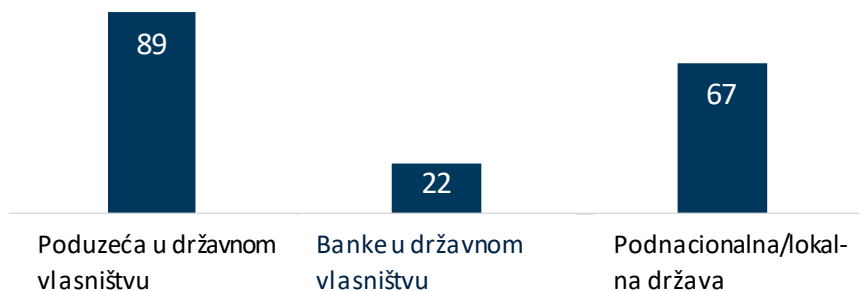 89
22
67
Poduzeća u državnom
vlasništvu
Banke u državnom
vlasništvu
Podnacionalna/lokal-
na država